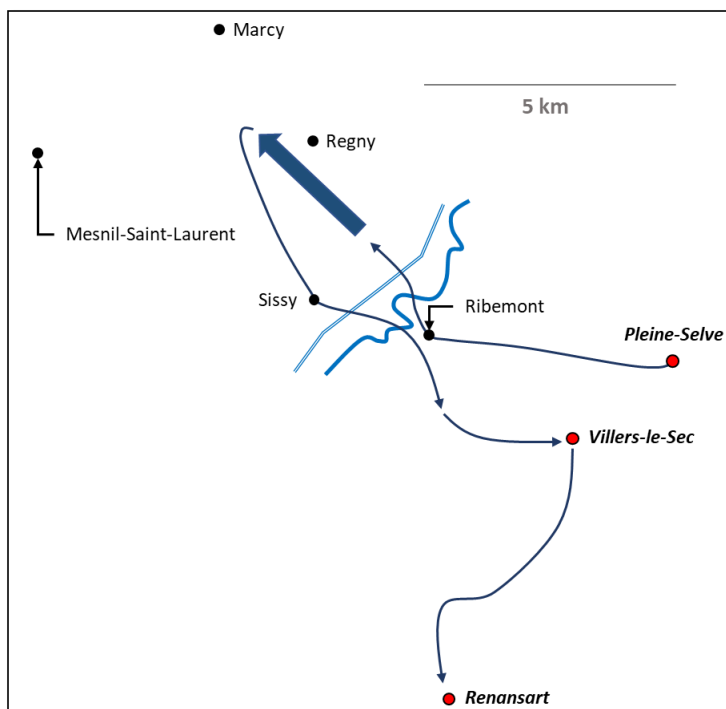 Marcy
5 km
Regny
Mesnil-Saint-Laurent
Sissy
Ribemont
Pleine-Selve
Villers-le-Sec
Renansart